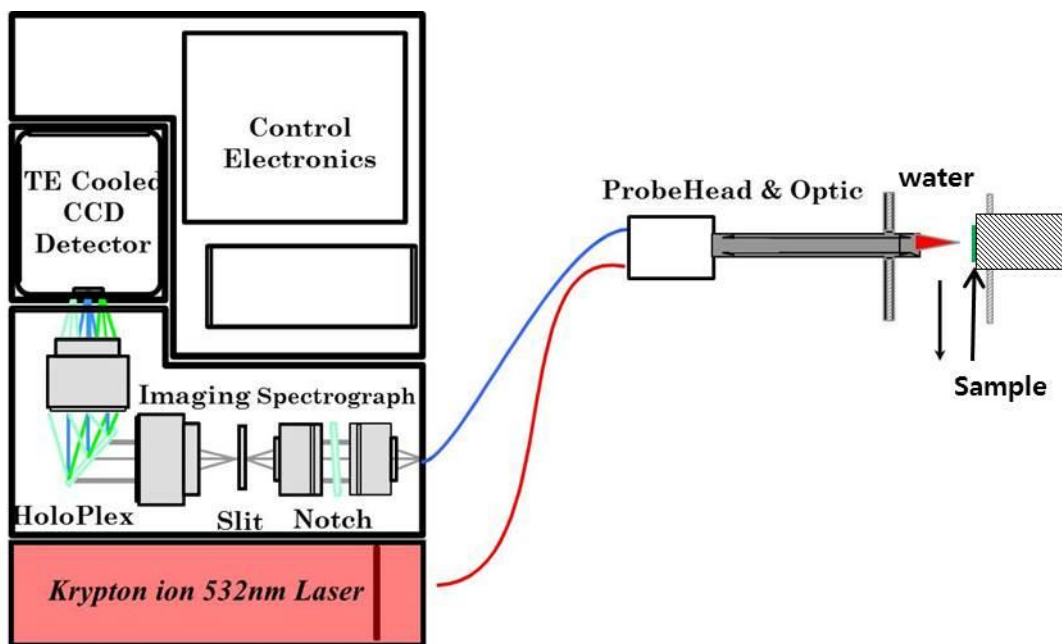 Control
Electronics
TE Cooled
CCD
Detector
ProbeHead & Optic
water
Sample
Imaging Spectrograph
HoloPlex
Slit
Notch
Krypton ion 532nm Laser